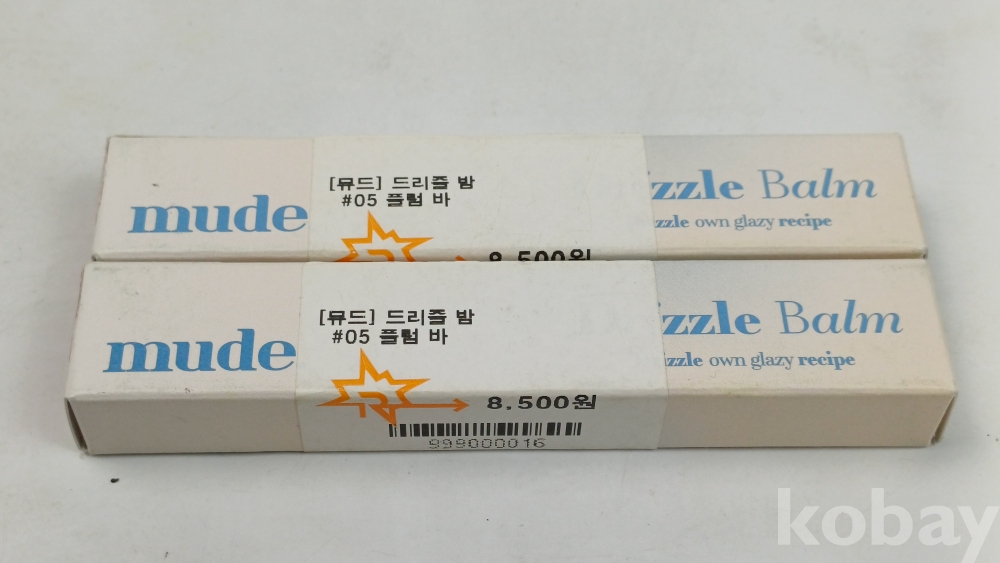 mude
[뮤드] 드리즐 밤
#05 플럼 바
8.500원
zzle Balm
zzle own glazy recipe
mude
[뮤드] 드리즐 밤
#05 플럼 바
8.500원
999000016
zzle Balm
izzle own glazy recipe
kobay